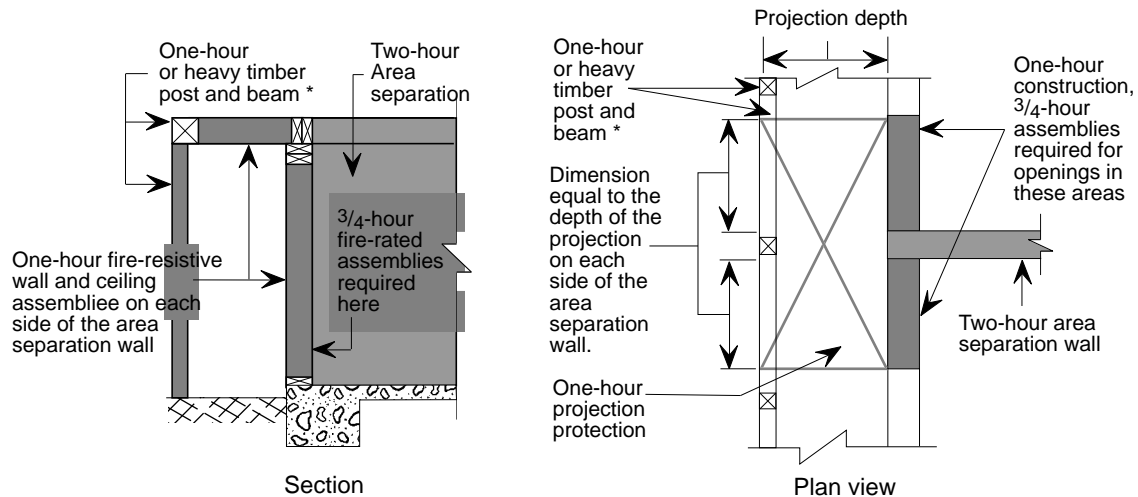 One-hour
or heavy timber
post and beam *
Two-hour
Area
separation
3/4-hour
fire-rated
assemblies
required
here
One-hour fire-resistive
wall and ceiling
assembliee on each
side of the area
separation wall
Section
Projection depth
One-hour
or heavy
timber
post and
beam *
One-hour
construction,
3/4-hour
assemblies
required for
openings in
these areas
Dimension
equal to the
depth of the
projection
on each
side of the
area
separation
wall.
Two-hour area
separation wall
One-hour
projection
protection
Plan view